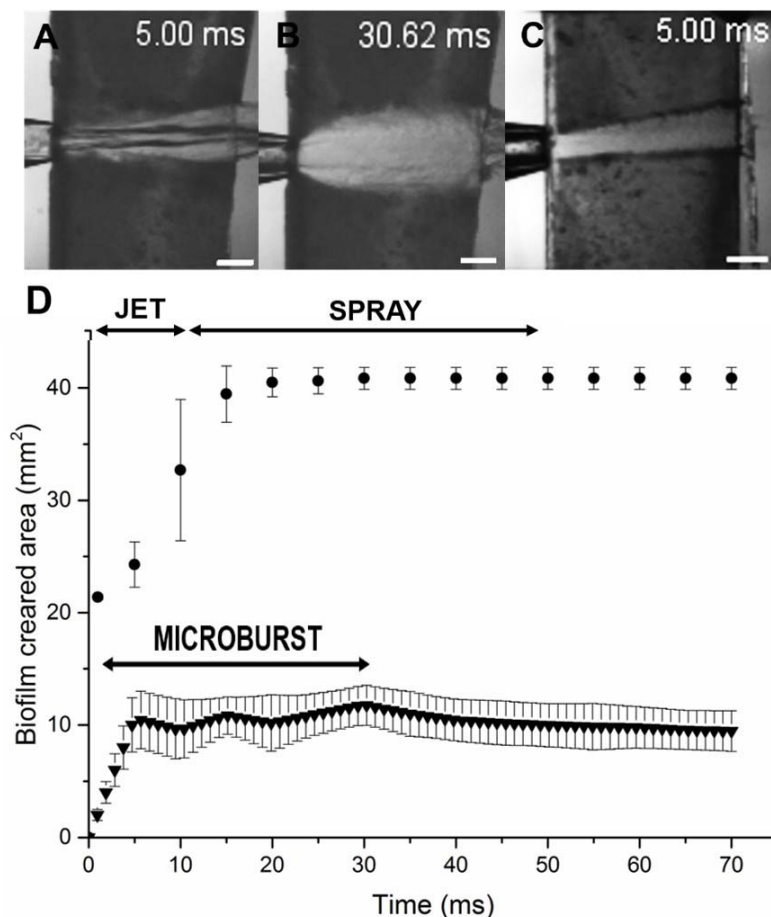 A 5.00 ms B 30.62 ms C 5.00 ms
D JET SPRAY
MICROBURST
Biofilm creared area (mm2)
40
30
20
10
0
0 10 20 30 40 50 60 70
Time (ms)